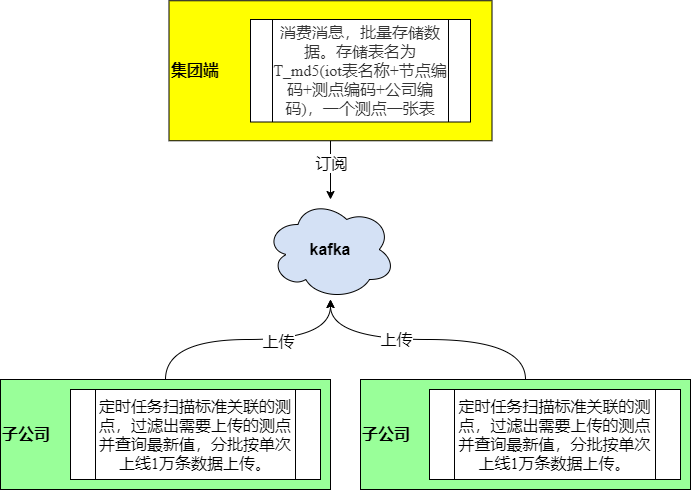 集团端
消费消息，批量存储数
据。存储表名为
T_md5(iot表名称+节点编
码+测点编码+公司编
码)，一个测点一张表
订阅
kafka
上传
上传
子公司
定时任务扫描标准关联的测
点，过滤出需要上传的测点
并查询最新值，分批按单次
上线1万条数据上传。
子公司
定时任务扫描标准关联的测
点，过滤出需要上传的测点
并查询最新值，分批按单次
上线1万条数据上传。